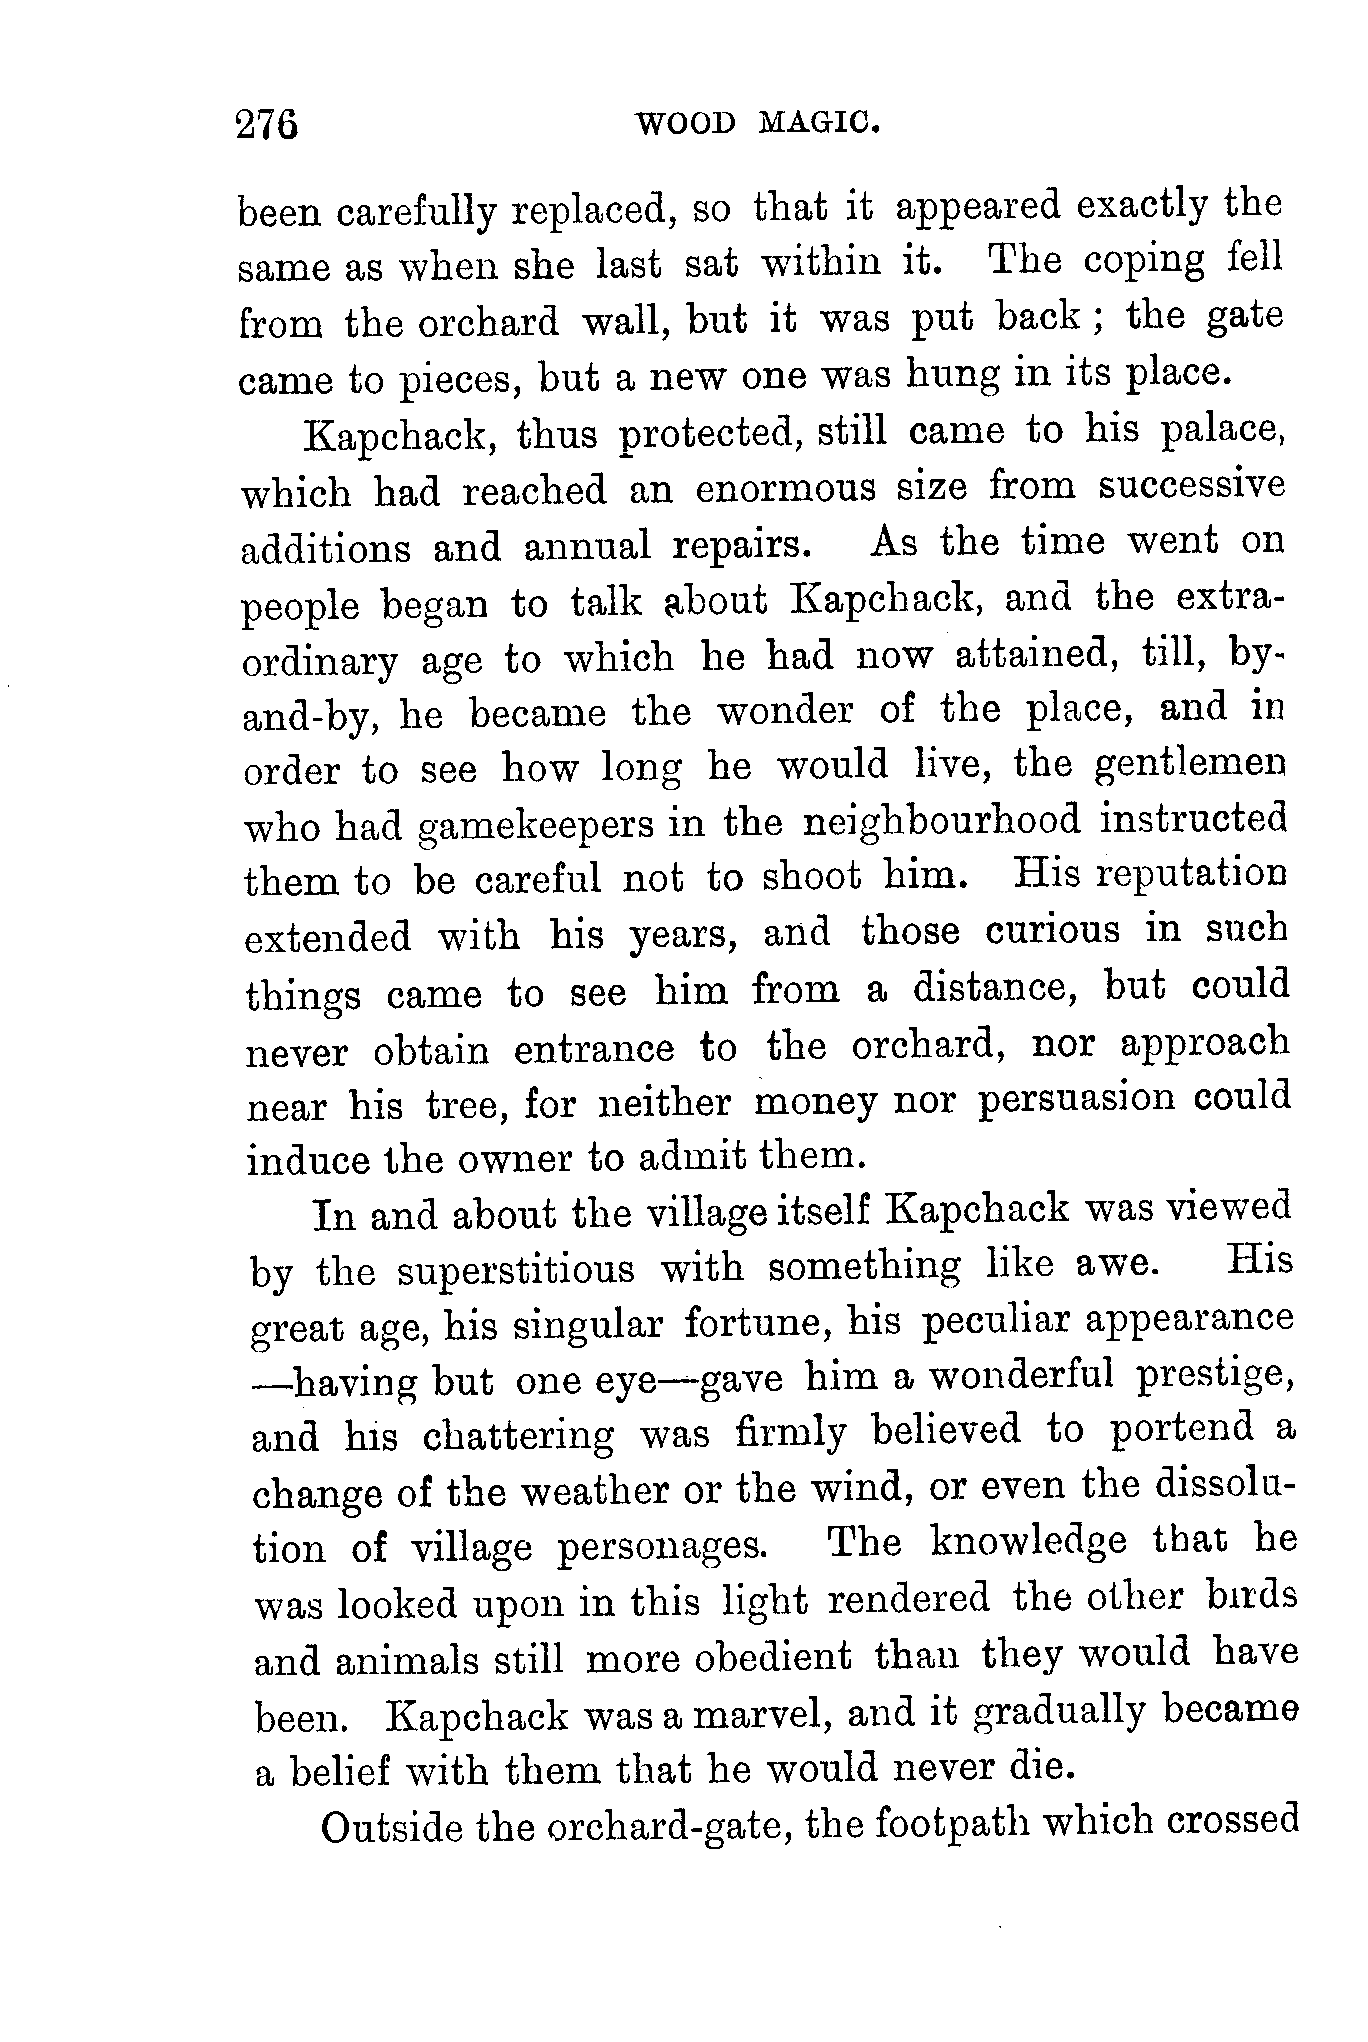 276 WOOD MAGIC.
been carefully replaced, so that it appeared exactly the
same as when she last sat within it. The coping fell
from the orchard wall, but it was put back ; the gate
came to pieces, but a new one was hung in its place.
Kapchack, thus protected, still came to his palace,
which had reached an enormous size from successive
additions and annual repairs. As the time went on
people began to talk about Kapchack, and the extra-
ordinary age to which he had now attained, till, by-
and-by, he became the wonder of the place, and in
order to see how long he would live, the gentlemen
who had gamekeepers in the neighbourhood instructed
them to be careful not to shoot him. His reputation
extended with his years, and those curious in such
things came to see him from a distance, but could
never obtain entrance to the orchard, nor approach
near his tree, for neither money nor persuasion could
induce the owner to admit them.
In and about the village itself Kapchack was viewed
by the superstitious with something like awe. His
great age, his singular fortune, his peculiar appearance
—having but one eye—gave him a wonderful prestige,
and his chattering was firmly believed to portend a
change of the weather or the wind, or even the dissolu-
tion of village personages. The knowledge that he
was looked upon in this light rendered the other birds
and animals still more obedient than they would have
been. Kapchack was a marvel, and it gradually became
a belief with them that he would never die.
Outside the orchard-gate, the footpath which crossed